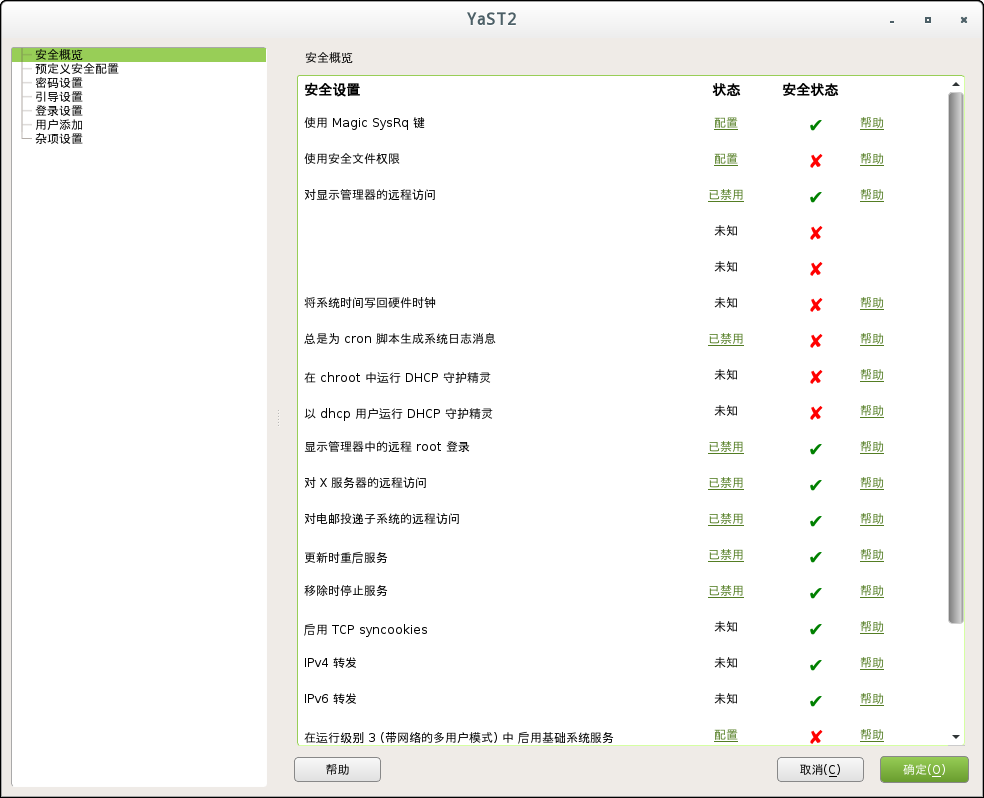 YaST2
安全概览
预定义安全配置
密码设置
引导设置
登录设置
用户添加
杂项设置
安全概览
安全设置 状态 安全状态
使用 Magic SysRq 键 配置 ✔ 帮助
使用安全文件权限 配置 ✘ 帮助
对显示管理器的远程访问 已禁用 ✔ 帮助
未知 ✘
未知 ✘
将系统时间写回硬件时钟 未知 ✘ 帮助
总是为 cron 脚本生成系统日志消息 已禁用 ✘ 帮助
在 chroot 中运行 DHCP 守护精灵 未知 ✘ 帮助
以 dhcp 用户运行 DHCP 守护精灵 未知 ✘ 帮助
显示管理器中的远程 root 登录 已禁用 ✔ 帮助
对 X 服务器的远程访问 已禁用 ✔ 帮助
对电邮投递子系统的远程访问 已禁用 ✔ 帮助
更新时重启服务 已禁用 ✔ 帮助
移除时停止服务 已禁用 ✔ 帮助
启用 TCP syncookies 未知 ✔ 帮助
IPv4 转发 未知 ✔ 帮助
IPv6 转发 未知 ✔ 帮助
在运行级别 3 (带网络的多用户模式) 中 启用基础系统服务 配置 ✘ 帮助
帮助 取消(C) 确定(O)